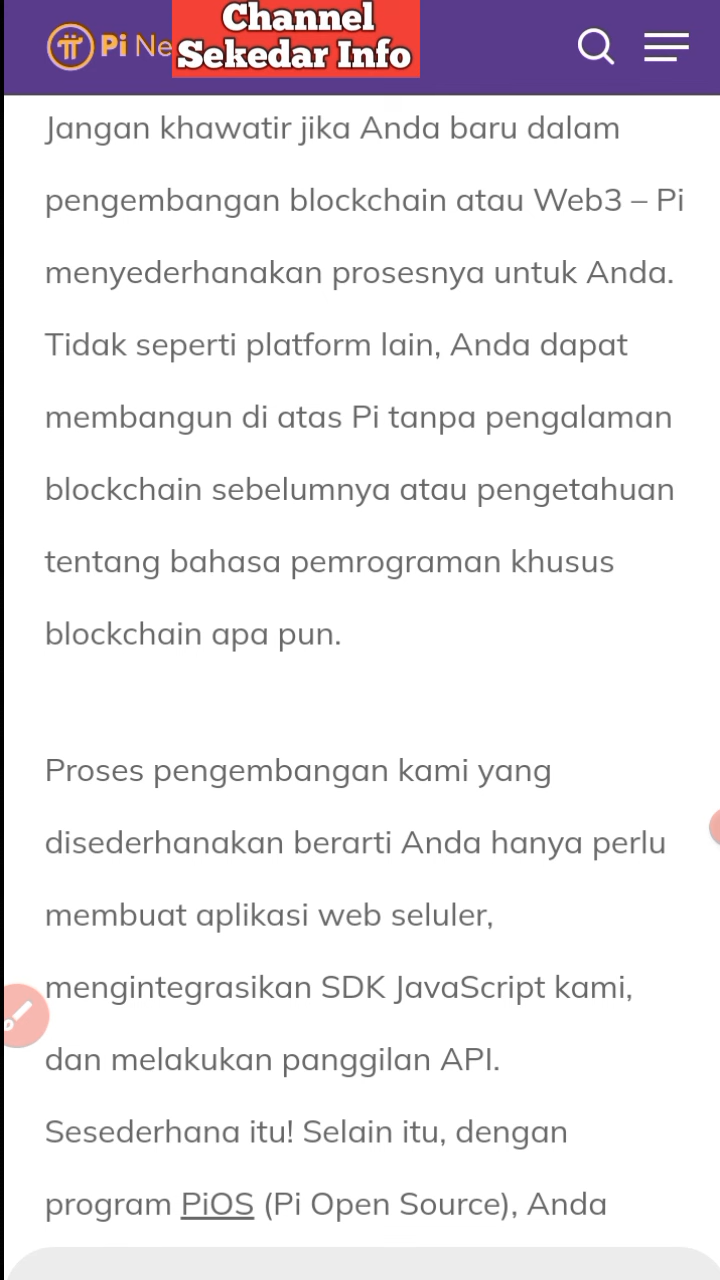 Pi Ne
Channel
Sekedar Info
Jangan khawatir jika Anda baru dalam
pengembangan blockchain atau Web3 – Pi
menyederhanakan prosesnya untuk Anda.
Tidak seperti platform lain, Anda dapat
membangun di atas Pi tanpa pengalaman
blockchain sebelumnya atau pengetahuan
tentang bahasa pemrograman khusus
blockchain apa pun.
Proses pengembangan kami yang
disederhanakan berarti Anda hanya perlu
membuat aplikasi web seluler,
mengintegrasikan SDK JavaScript kami,
dan melakukan panggilan API.
Sesederhana itu! Selain itu, dengan
program PiOS (Pi Open Source), Anda